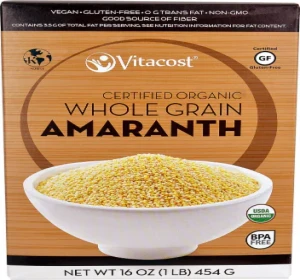 VEGAN • GLUTEN-FREE • 0 G TRANS FAT • NON-GMO
GOOD SOURCE OF FIBER
CONTAINS 3.5 G OF TOTAL FAT PER SERVING, SEE NUTRITION INFORMATION FOR FAT CONTENT.
K
Vitacost®
Certified
GF
Gluten-Free
CERTIFIED ORGANIC
WHOLE GRAIN
AMARANTH
USDA
ORGANIC
BPA
FREE
NET WT 16 OZ (1 LB) 454 G